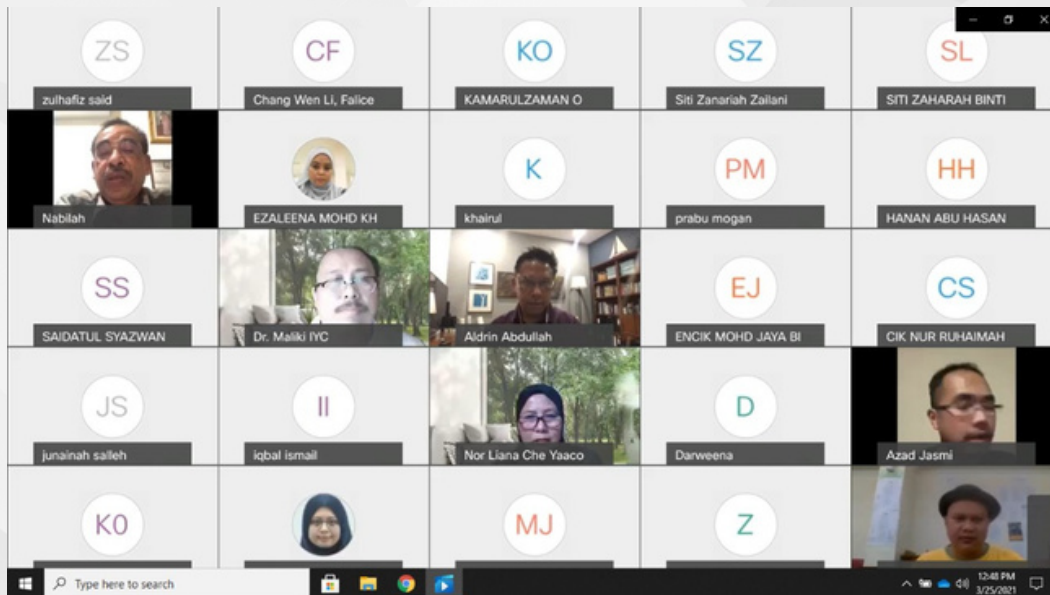 ZS
CF
KO
SZ
SL
zulhafiz said
Chang Wen Li, Falice
KAMARULZAMAN O
Siti Zanariah Zailani
SITI ZAHARAH BINTI
K
PM
HH
Nabilah
EZALEENA MOHD KH
khairul
prabu mogan
HANAN ABU HASAN
SS
EJ
CS
SAIDATUL SYAZWAN
Dr. Maliki IYC
Aldrin Abdullah
ENCIK MOHD JAYA BI
CIK NUR RUHAIMAH
JS
II
D
junainah salleh
iqbal ismail
Nor Liana Che Yaaco
Darweena
Azad Jasmi
K0
MJ
Z
Type here to search
12:48 PM
3/25/2021